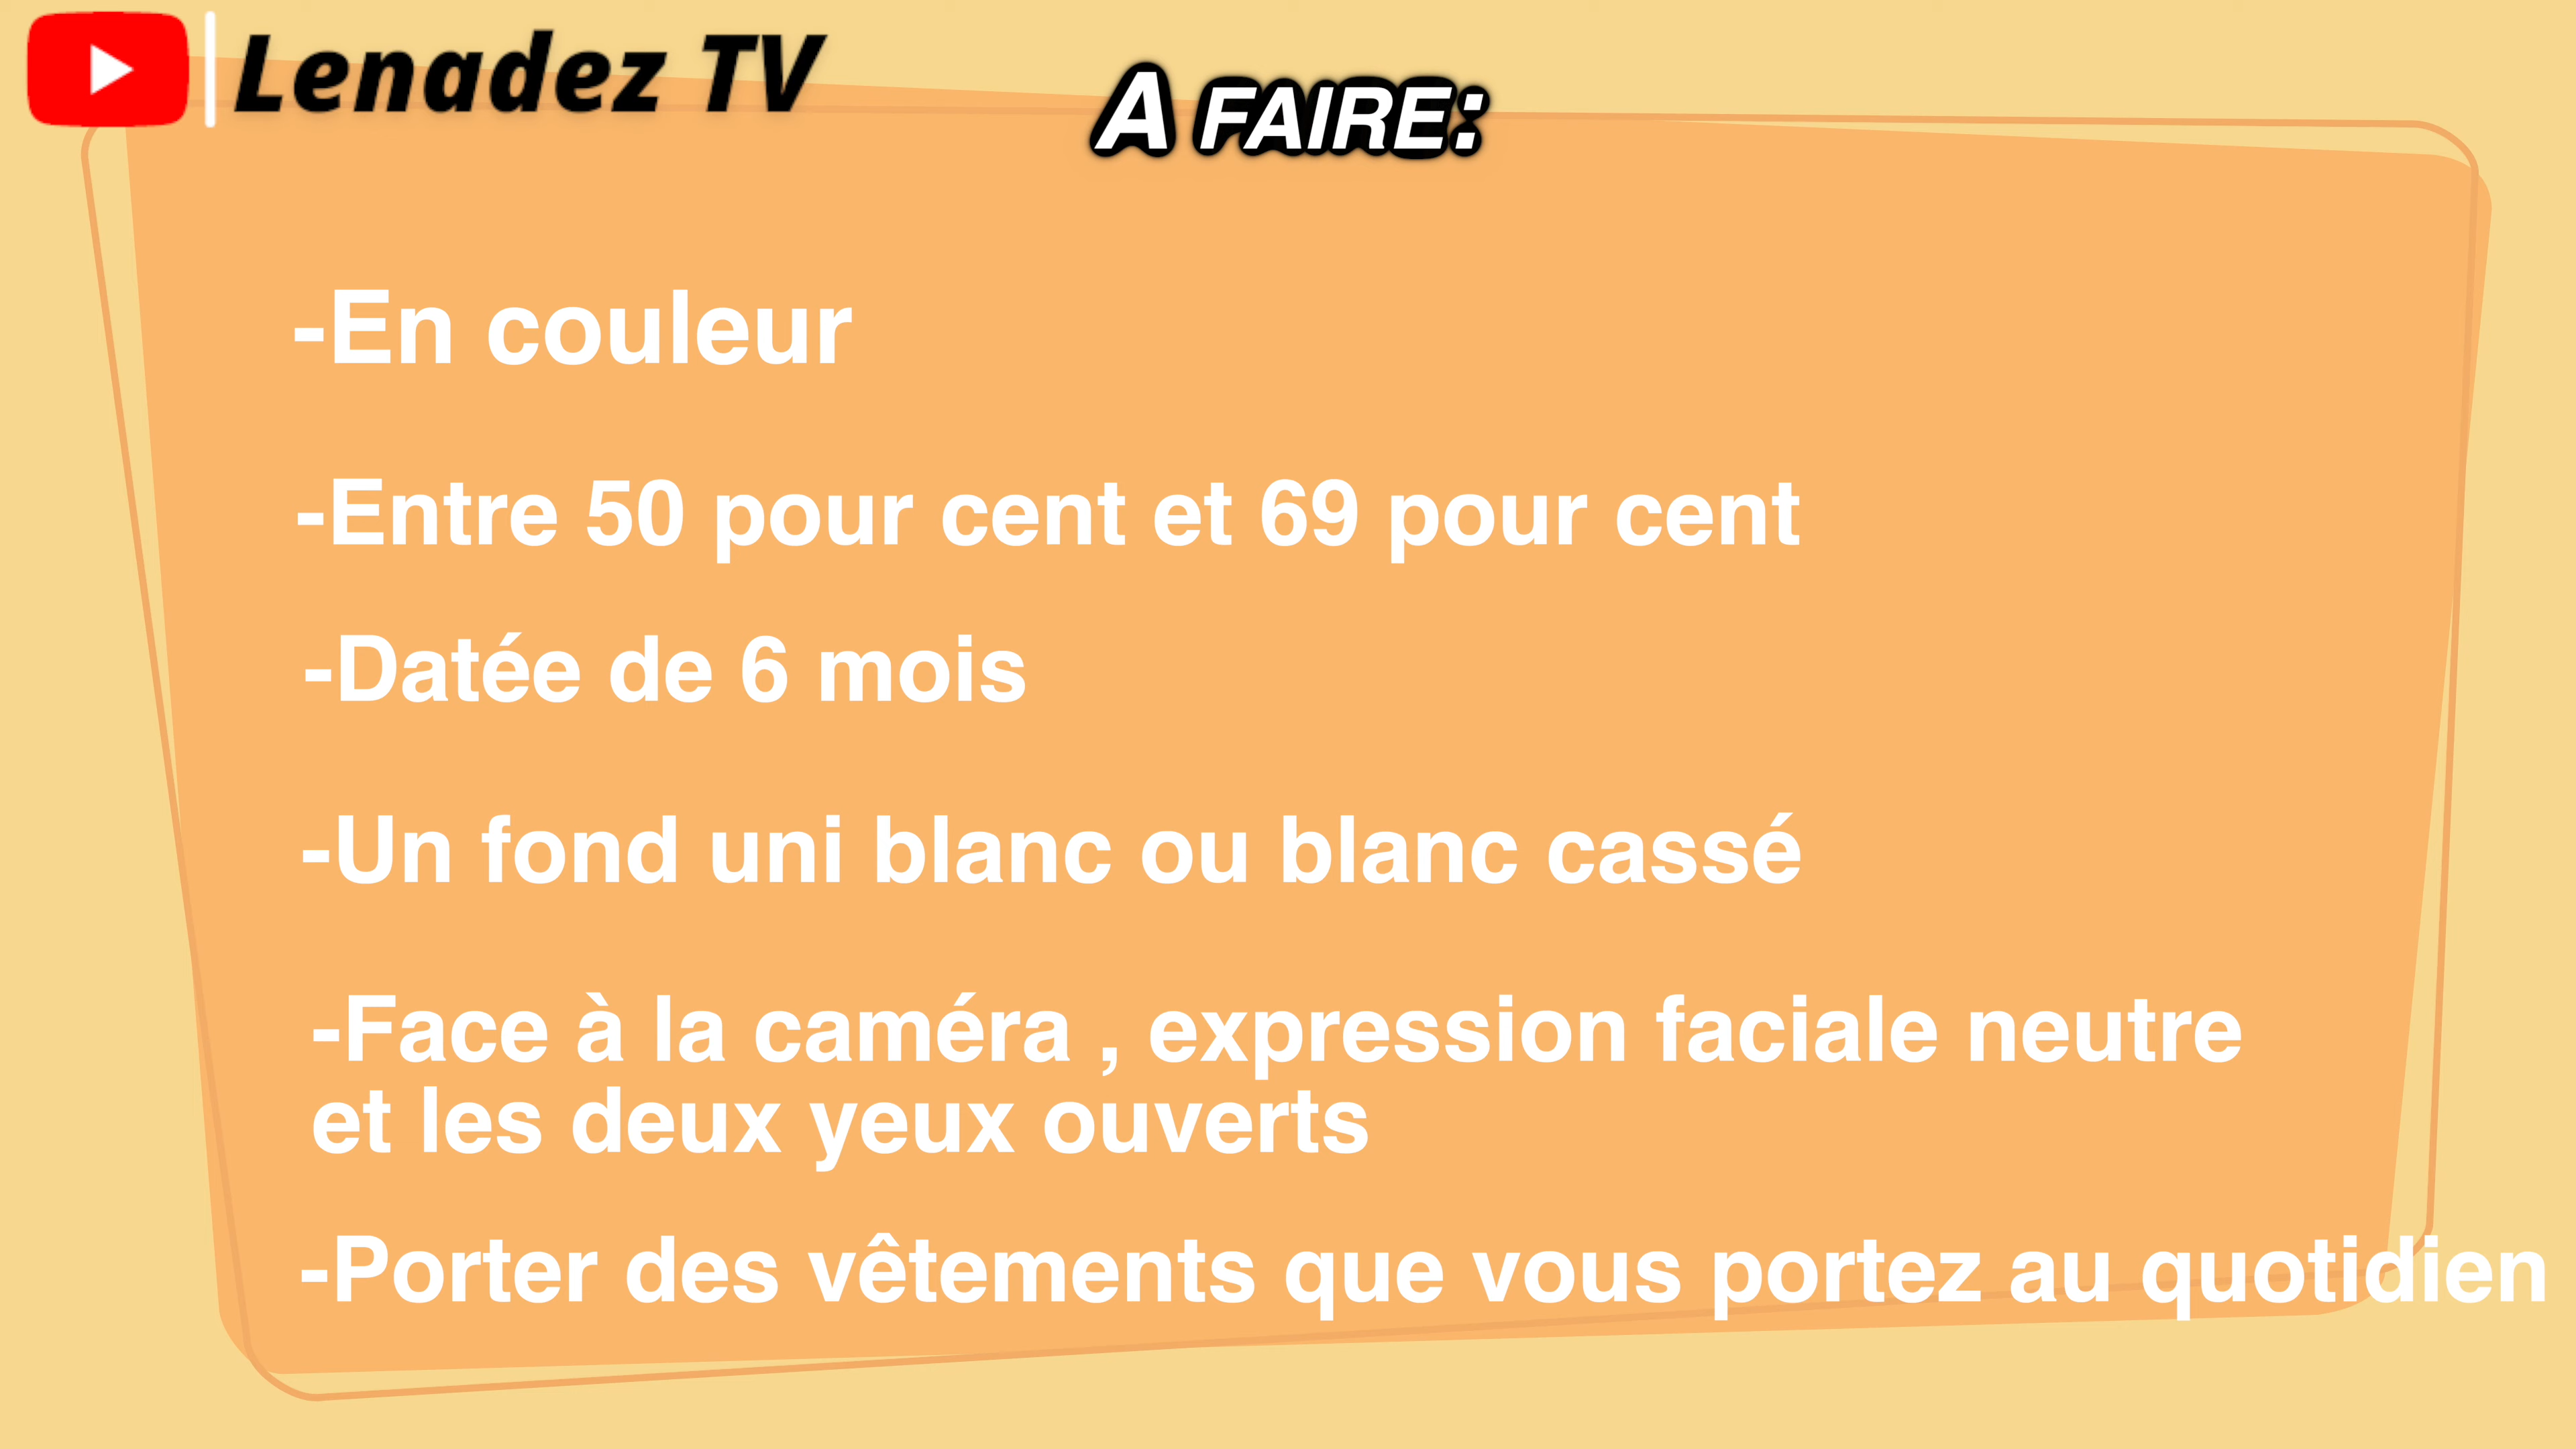 Lenadez TV
A FAIRE:
-En couleur
-Entre 50 pour cent et 69 pour cent
-Datée de 6 mois
-Un fond uni blanc ou blanc cassé
-Face à la caméra , expression faciale neutre
et les deux yeux ouverts
-Porter des vêtements que vous portez au quotidien